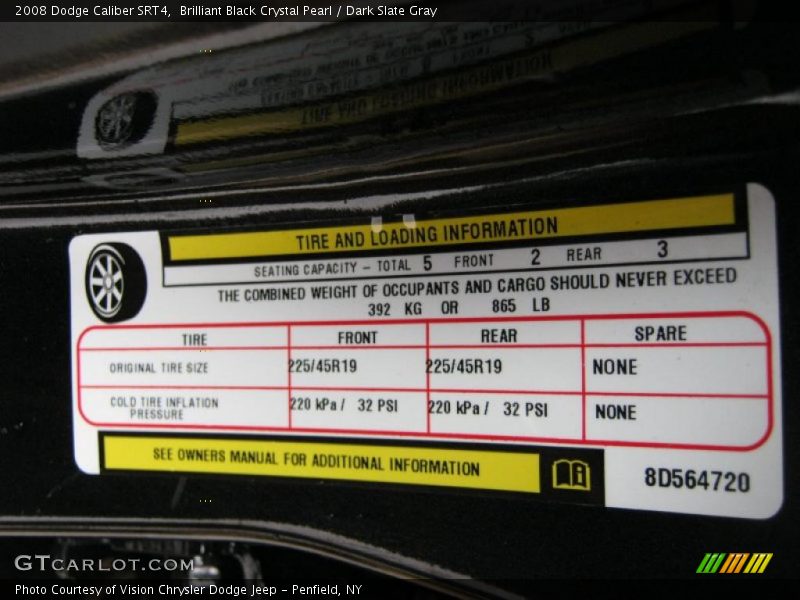 2008 Dodge Caliber SRT4,  Brilliant Black Crystal Pearl / Dark Slate Gray
TIRE AND LOADING INFORMATION
SEATING CAPACITY – TOTAL 5 FRONT 2 REAR 3
THE COMBINED WEIGHT OF OCCUPANTS AND CARGO SHOULD NEVER EXCEED
392 KG OR 865 LB
TIRE FRONT REAR SPARE
ORIGINAL TIRE SIZE 225/45R19 225/45R19 NONE
COLD TIRE INFLATION PRESSURE 220 kPa / 32 PSI 220 kPa / 32 PSI NONE
SEE OWNERS MANUAL FOR ADDITIONAL INFORMATION
8D564720
GTCARLOT.COM
Photo Courtesy of Vision Chrysler Dodge Jeep – Penfield, NY